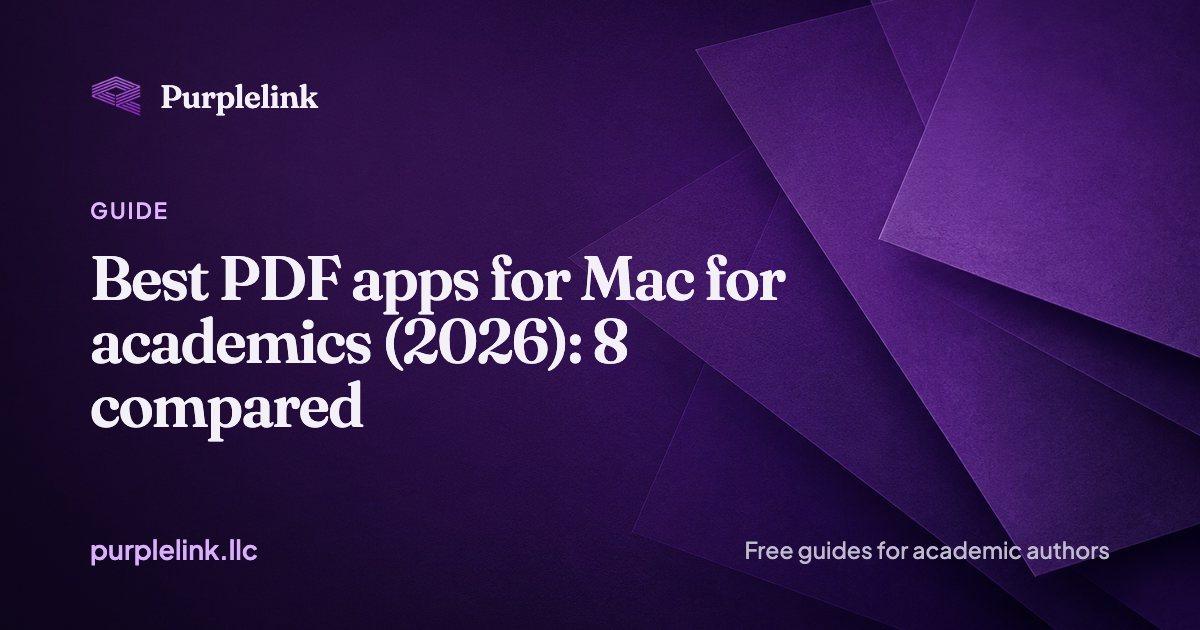 Purplelink
GUIDE
Best PDF apps for Mac for
academics (2026): 8
compared
purplelink.llc
Free guides for academic authors